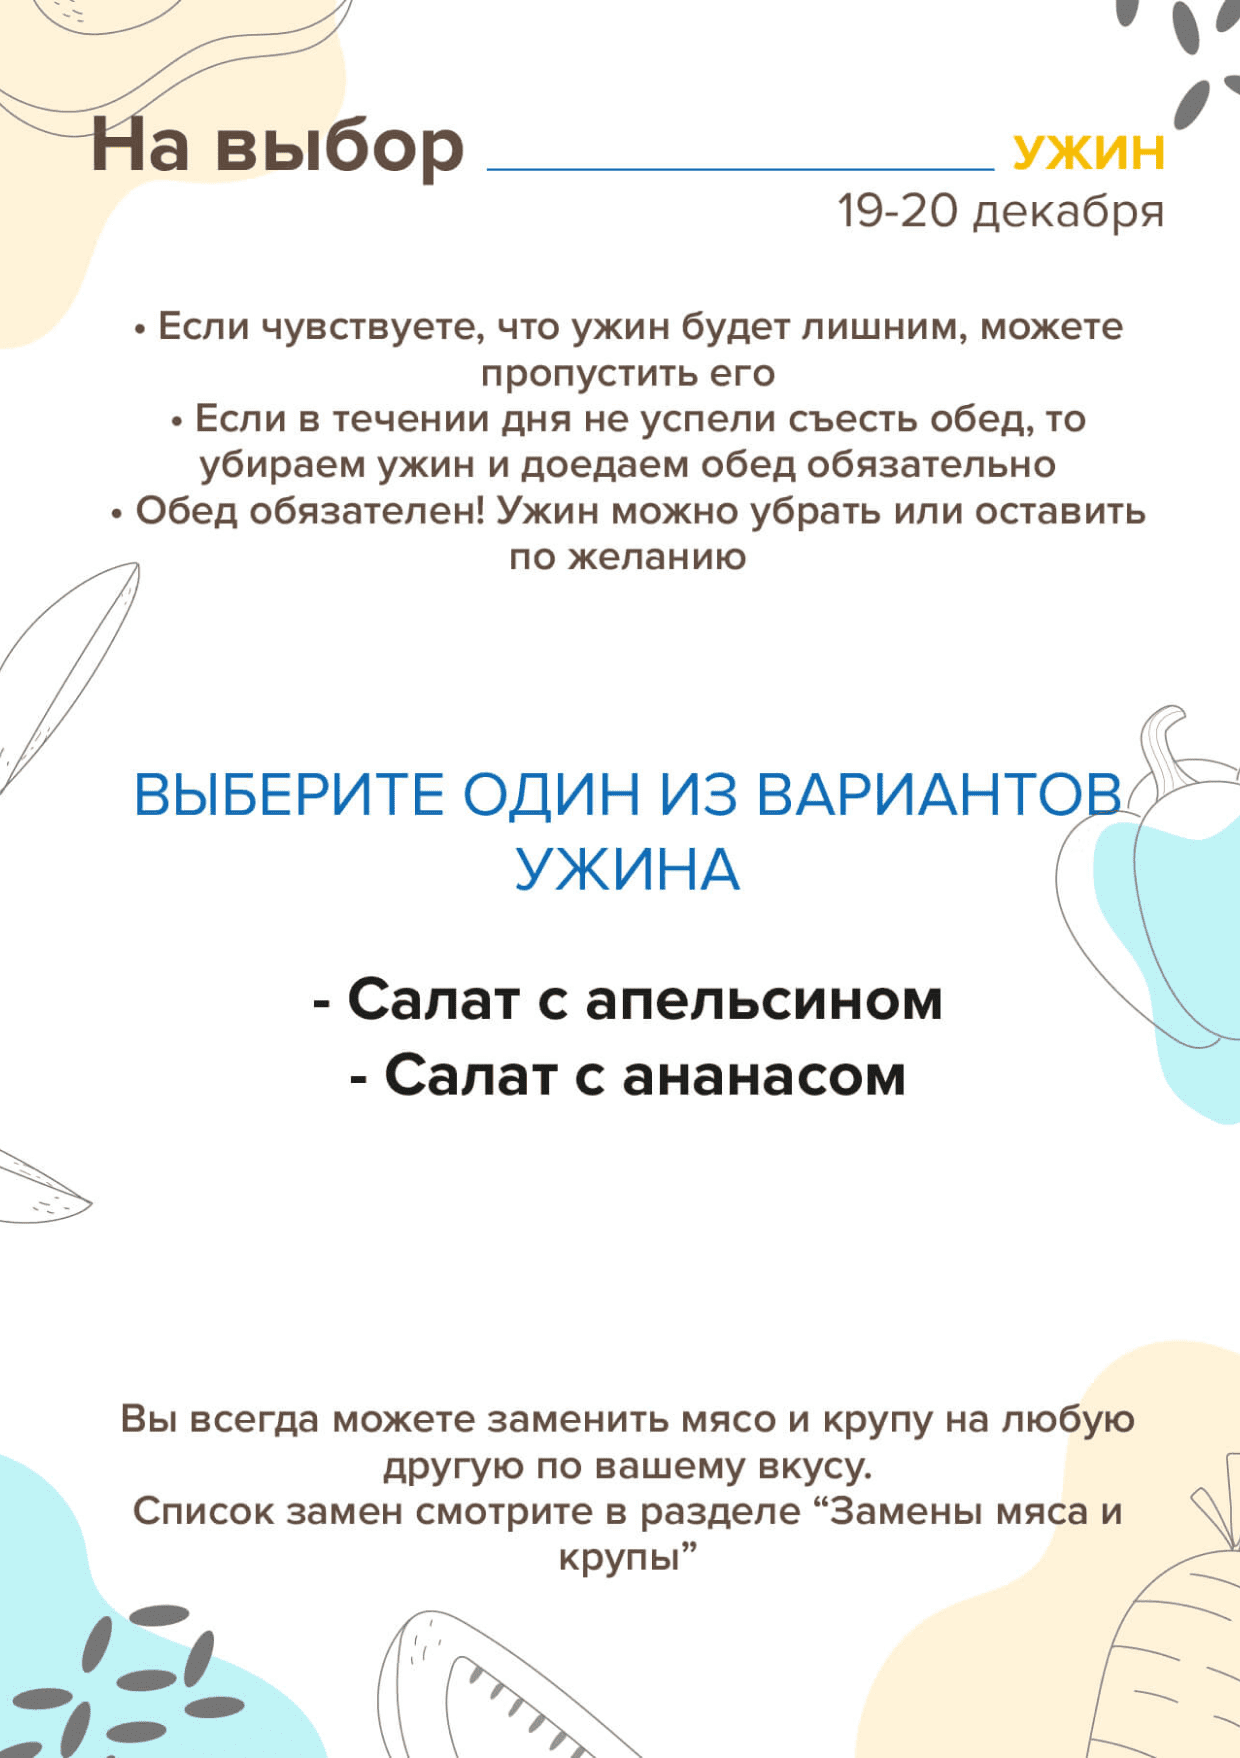 На выбор
УЖИН
19-20 декабря
• Если чувствуете, что ужин будет лишним, можете
пропустить его
• Если в течении дня не успели съесть обед, то
убираем ужин и доедаем обед обязательно
• Обед обязателен! Ужин можно убрать или оставить
по желанию
ВЫБЕРИТЕ ОДИН ИЗ ВАРИАНТОВ
УЖИНА
- Салат с апельсином
- Салат с ананасом
Вы всегда можете заменить мясо и крупу на любую
другую по вашему вкусу.
Список замен смотрите в разделе “Замены мяса и
крупы”